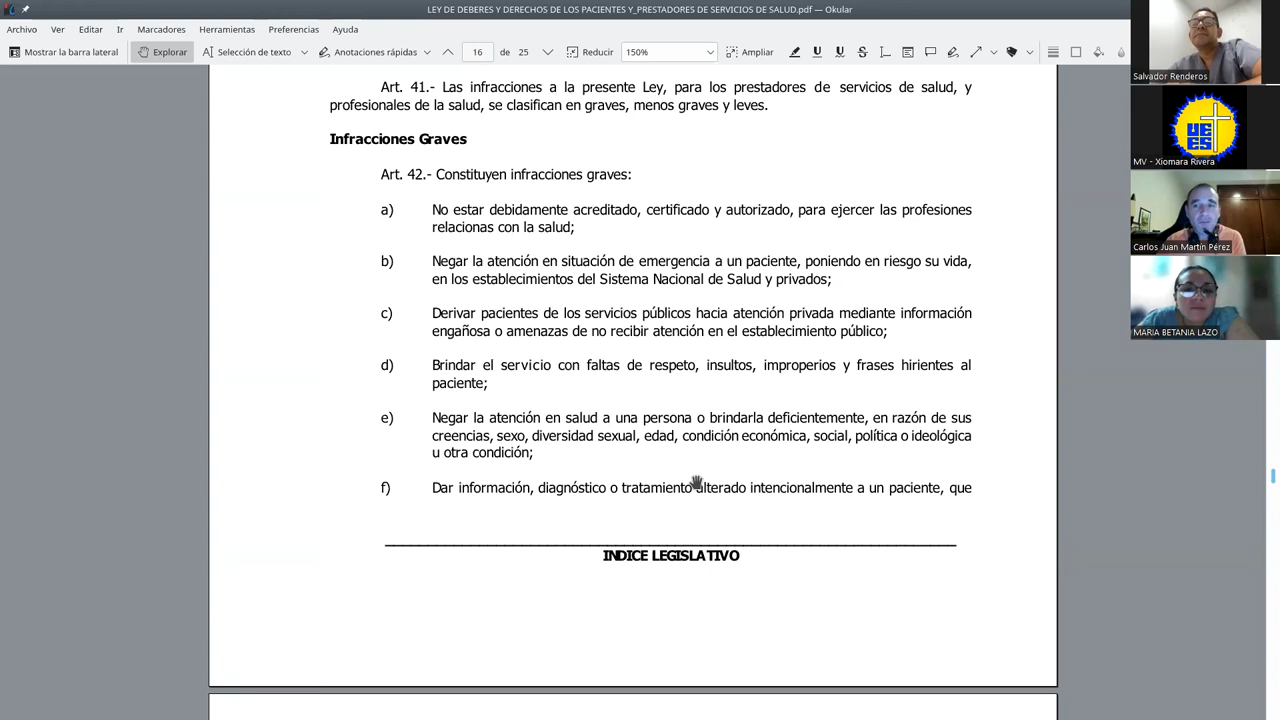 LEY DE DEBERES Y DERECHOS DE LOS PACIENTES Y_PRESTADORES DE SERVICIOS DE SALUD.pdf — Okular
Archivo Ver Editar Ir Marcadores Herramientas Preferencias Ayuda
Mostrar la barra lateral Explorar Selección de texto Anotaciones rápidas 16 de 25 Reducir 150% Ampliar
Art. 41.- Las infracciones a la presente Ley, para los prestadores de servicios de salud, y
profesionales de la salud, se clasifican en graves, menos graves y leves.
Infracciones Graves
Art. 42.- Constituyen infracciones graves:
a) No estar debidamente acreditado, certificado y autorizado, para ejercer las profesiones
relacionas con la salud;
b) Negar la atención en situación de emergencia a un paciente, poniendo en riesgo su vida,
en los establecimientos del Sistema Nacional de Salud y privados;
c) Derivar pacientes de los servicios públicos hacia atención privada mediante información
engañosa o amenazas de no recibir atención en el establecimiento público;
d) Brindar el servicio con faltas de respeto, insultos, improperios y frases hirientes al
paciente;
e) Negar la atención en salud a una persona o brindarla deficientemente, en razón de sus
creencias, sexo, diversidad sexual, edad, condición económica, social, política o ideológica
u otra condición;
f) Dar información, diagnóstico o tratamiento alterado intencionalmente a un paciente, que
INDICE LEGISLATIVO
Salvador Renderos
UE
ES
MV - Xiomara Rivera
Carlos Juan Martín Pérez
MARIA BETANIA LAZO